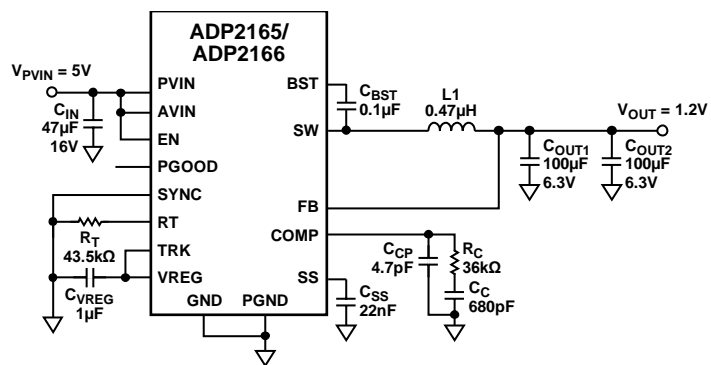 ADP2165/
ADP2166
V_PVIN = 5V
C_IN
47µF
16V
PVIN
AVIN
EN
PGOOD
SYNC
RT
R_T
43.5kΩ
TRK
VREG
C_VREG
1µF
GND
PGND
BST
C_BST
0.1µF
SW
L1
0.47µH
V_OUT = 1.2V
C_OUT1
100µF
6.3V
C_OUT2
100µF
6.3V
FB
COMP
C_CP
4.7pF
R_C
36kΩ
C_C
680pF
SS
C_SS
22nF